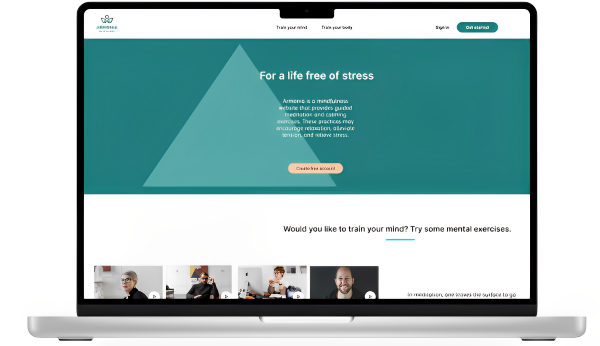 Train your mind
Train your body
Sign in
Get started
For a life free of stress
Armonie is a mindfulness
website that provides guided
meditation and calming
exercises. These practices may
encourage relaxation, alleviate
tension, and relieve stress.
Create free account
Would you like to train your mind? Try some mental exercises.
In meditation, one leaves the surface to go